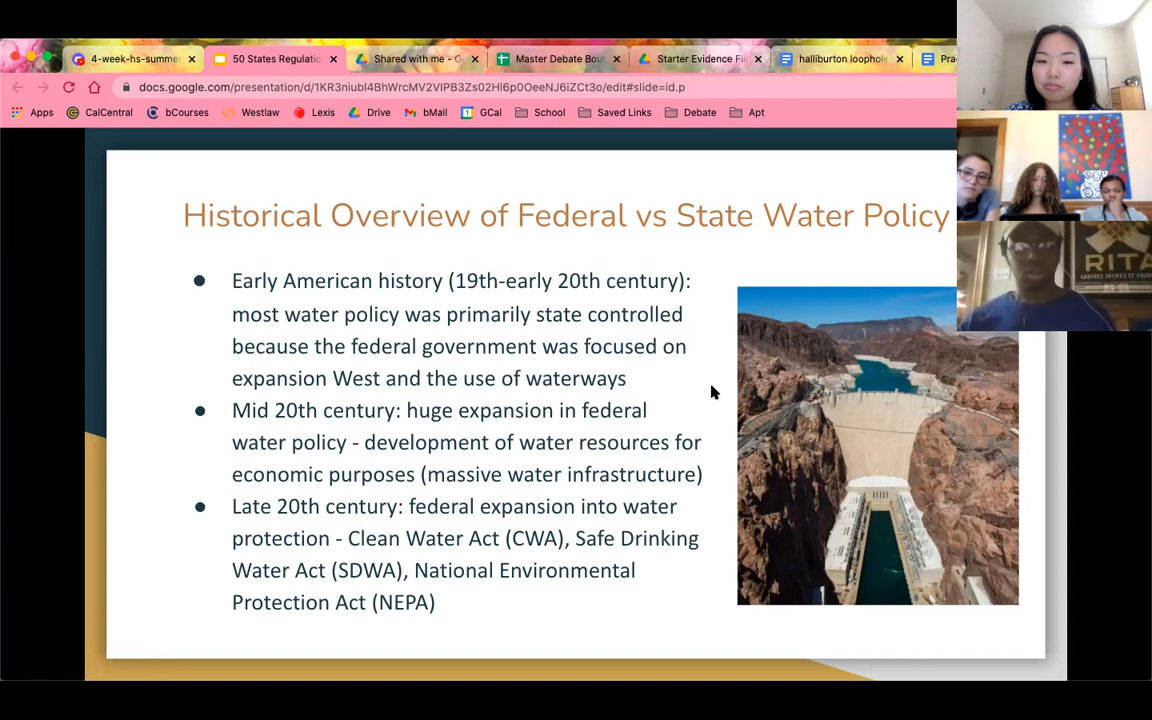 4-week-hs-summe
50 States Regulatio
Shared with me - G
Master Debate Bou
Starter Evidence Fil
halliburton loophole
Pra
docs.google.com/presentation/d/1KR3niubl4BhWrcMV2VIPB3Zs02Hl6p0OeeNJ6iZCt3o/edit#slide=id.p
Apps
CalCentral
bCourses
Westlaw
Lexis
Drive
bMail
GCal
School
Saved Links
Debate
Apt
Historical Overview of Federal vs State Water Policy
● Early American history (19th-early 20th century):
most water policy was primarily state controlled
because the federal government was focused on
expansion West and the use of waterways
● Mid 20th century: huge expansion in federal
water policy - development of water resources for
economic purposes (massive water infrastructure)
● Late 20th century: federal expansion into water
protection - Clean Water Act (CWA), Safe Drinking
Water Act (SDWA), National Environmental
Protection Act (NEPA)
RITA